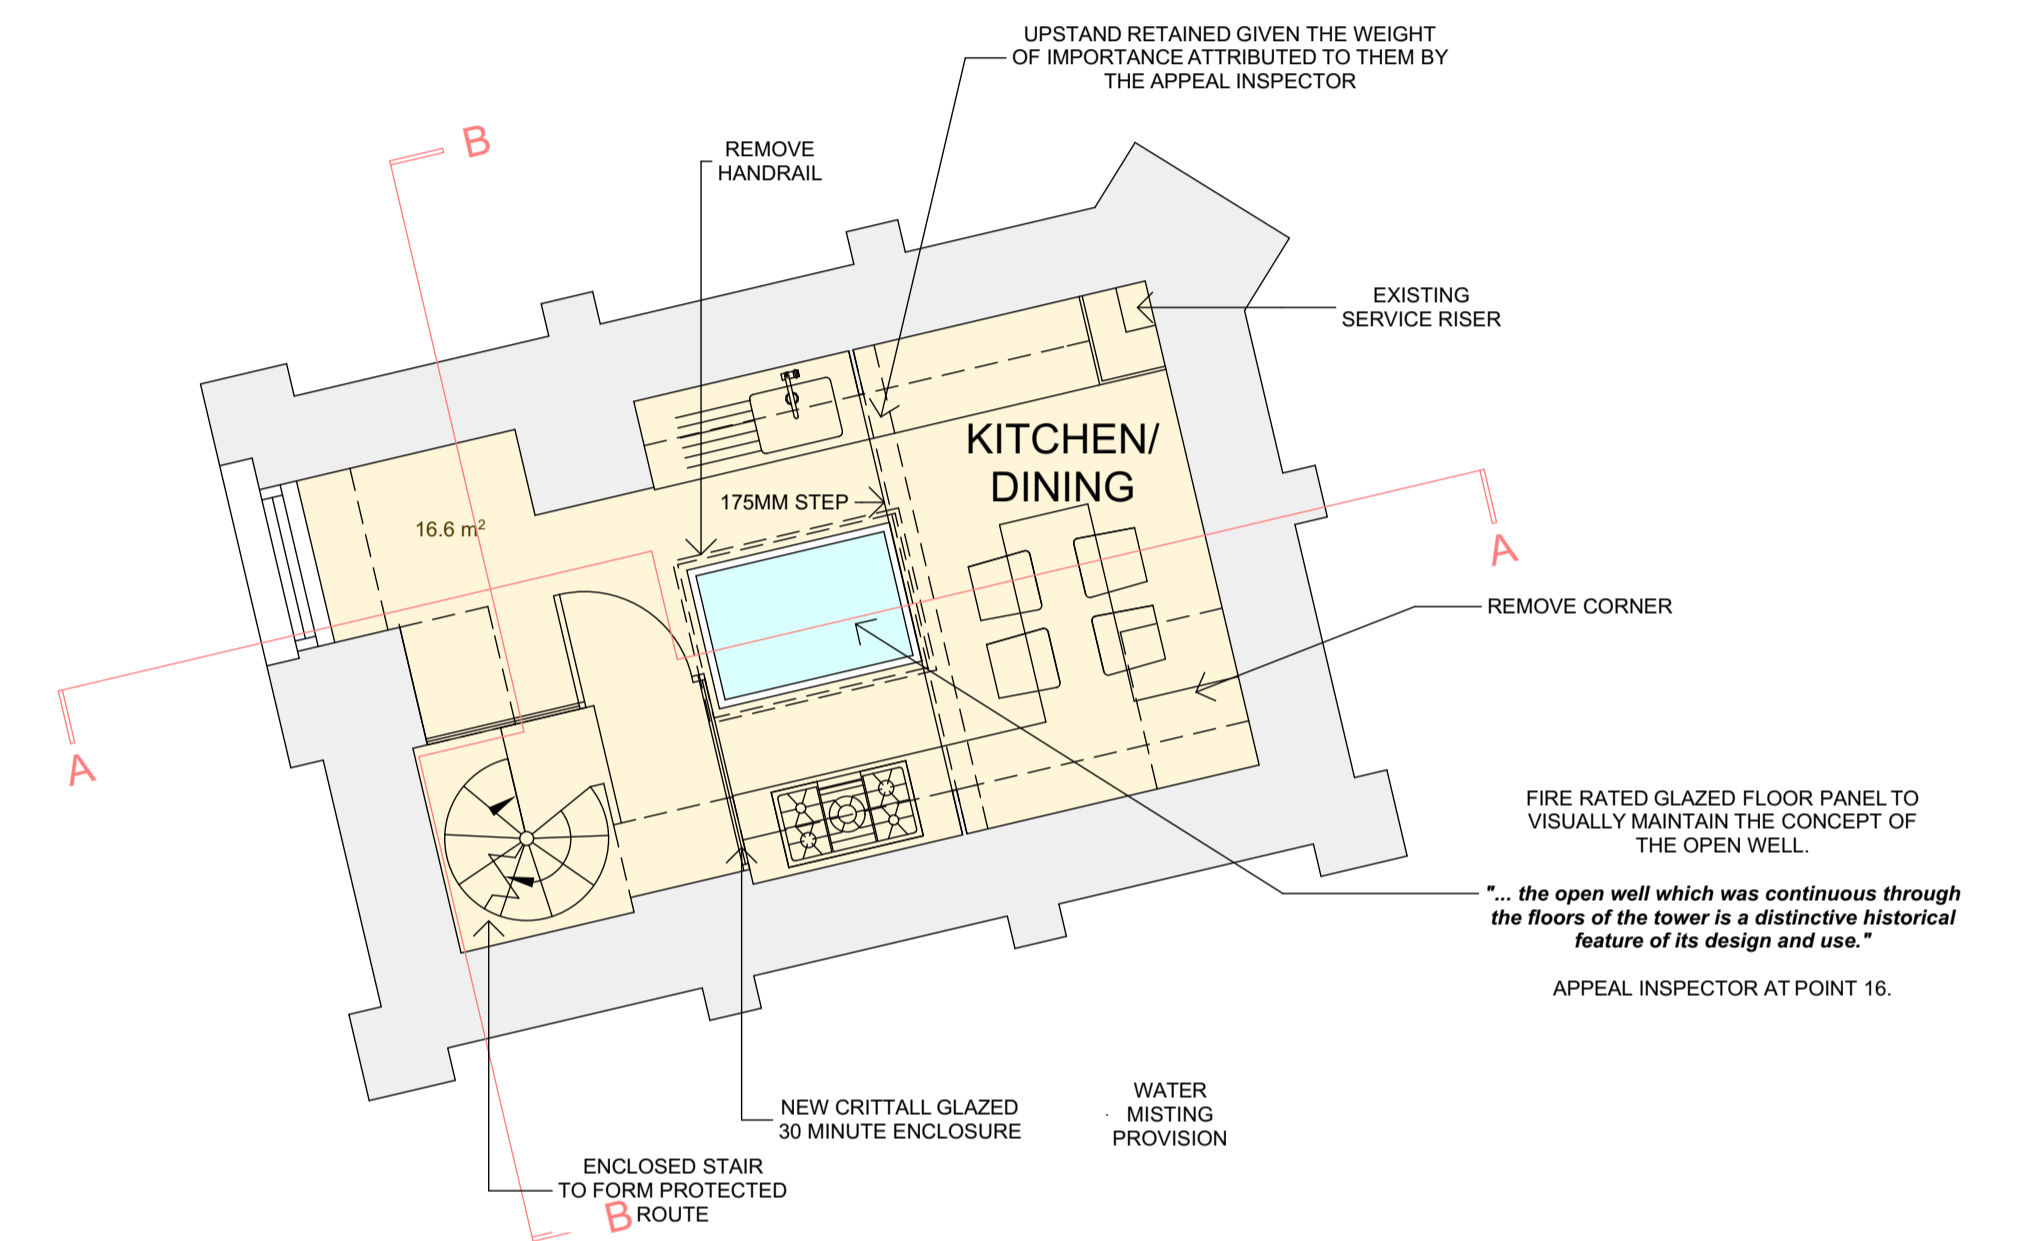 UPSTAND RETAINED GIVEN THE WEIGHT
OF IMPORTANCE ATTRIBUTED TO THEM BY
THE APPEAL INSPECTOR
B
REMOVE
HANDRAIL
EXISTING
SERVICE RISER
KITCHEN/
DINING
175MM STEP
16.6 m²
A
REMOVE CORNER
A
FIRE RATED GLAZED FLOOR PANEL TO
VISUALLY MAINTAIN THE CONCEPT OF
THE OPEN WELL.
"... the open well which was continuous through
the floors of the tower is a distinctive historical
feature of its design and use."
APPEAL INSPECTOR AT POINT 16.
NEW CRITTALL GLAZED
30 MINUTE ENCLOSURE
WATER
MISTING
PROVISION
ENCLOSED STAIR
TO FORM PROTECTED
ROUTE
B